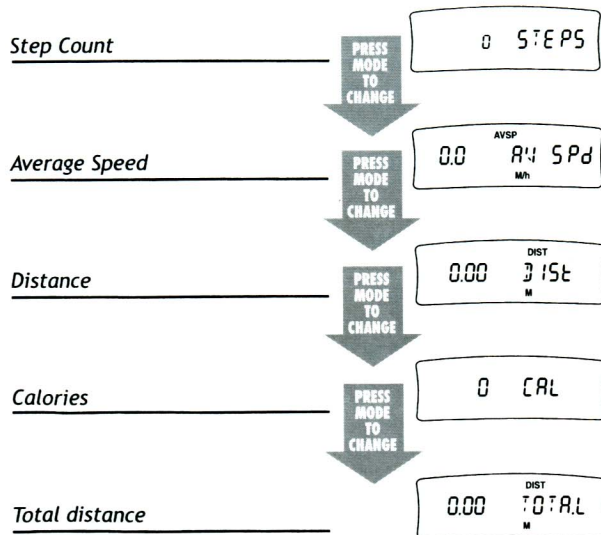 Step Count
PRESS
MODE
TO
CHANGE
0 STEPS
Average Speed
PRESS
MODE
TO
CHANGE
AVSP
0.0 AV SPd
M/h
Distance
PRESS
MODE
TO
CHANGE
DIST
0.00 DISt
M
Calories
PRESS
MODE
TO
CHANGE
0 CAL
Total distance
DIST
0.00 TOTA.L
M